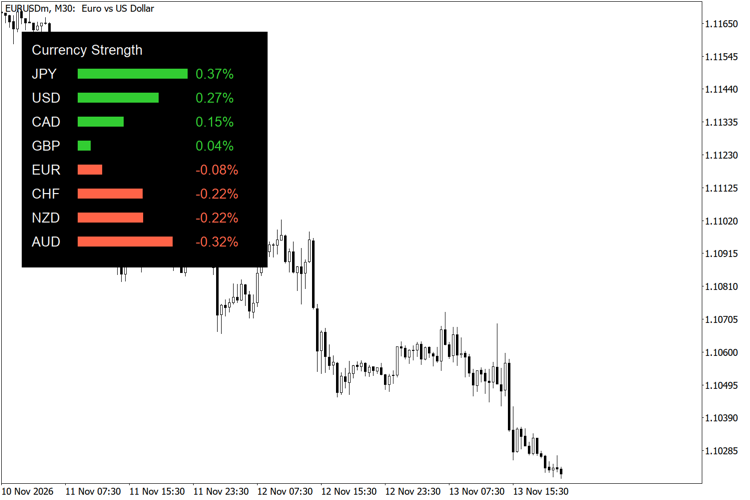 EURUSDm, M30: Euro vs US Dollar
Currency Strength
JPY 0.37%
USD 0.27%
CAD 0.15%
GBP 0.04%
EUR -0.08%
CHF -0.22%
NZD -0.22%
AUD -0.32%
1.11650
1.11545
1.11440
1.11335
1.11230
1.11125
1.11020
1.10915
1.10810
1.10705
1.10600
1.10495
1.10390
1.10285
10 Nov 2026 11 Nov 07:30 11 Nov 15:30 11 Nov 23:30 12 Nov 07:30 12 Nov 15:30 12 Nov 23:30 13 Nov 07:30 13 Nov 15:30